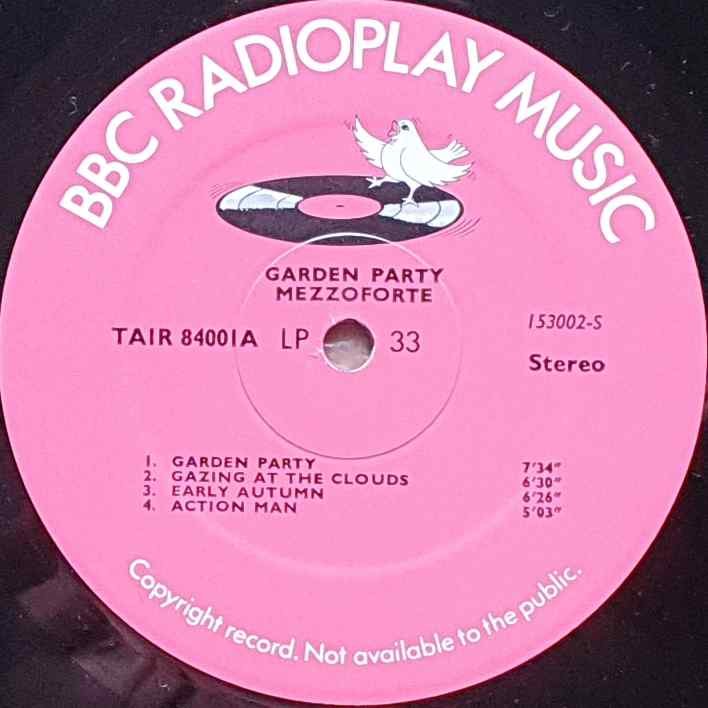 BBC RADIOPLAY MUSIC
GARDEN PARTY
MEZZOFORTE
TAIR 84001A LP 33
153002-S
Stereo
1. GARDEN PARTY 7'34"
2. GAZING AT THE CLOUDS 6'30"
3. EARLY AUTUMN 6'26"
4. ACTION MAN 5'03"
Copyright record. Not available to the public.